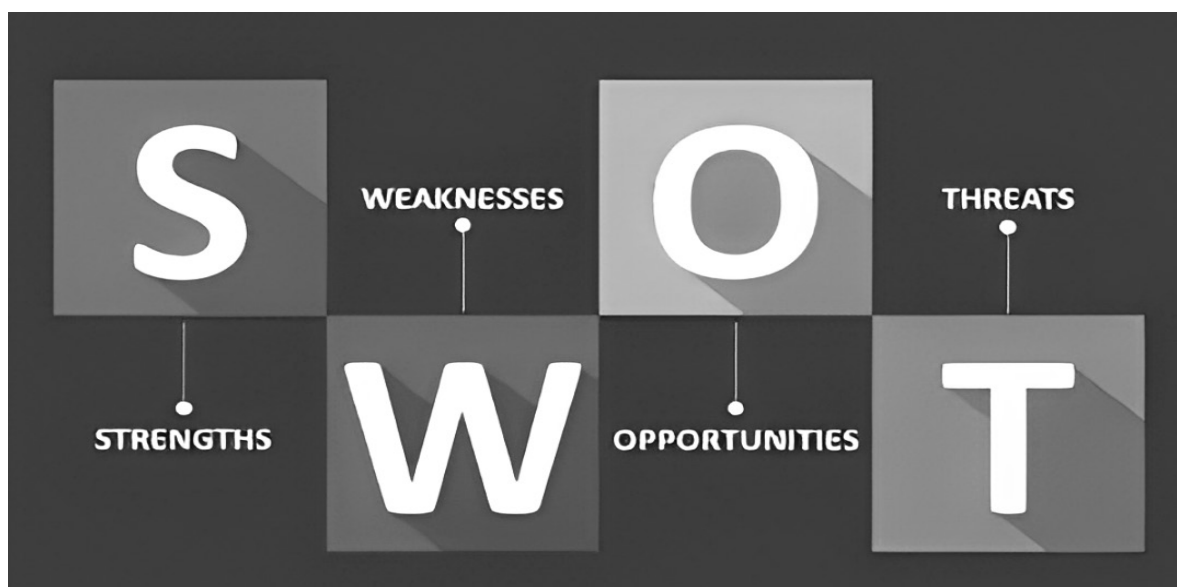 S
STRENGTHS
WEAKNESSES
W
O
OPPORTUNITIES
THREATS
T